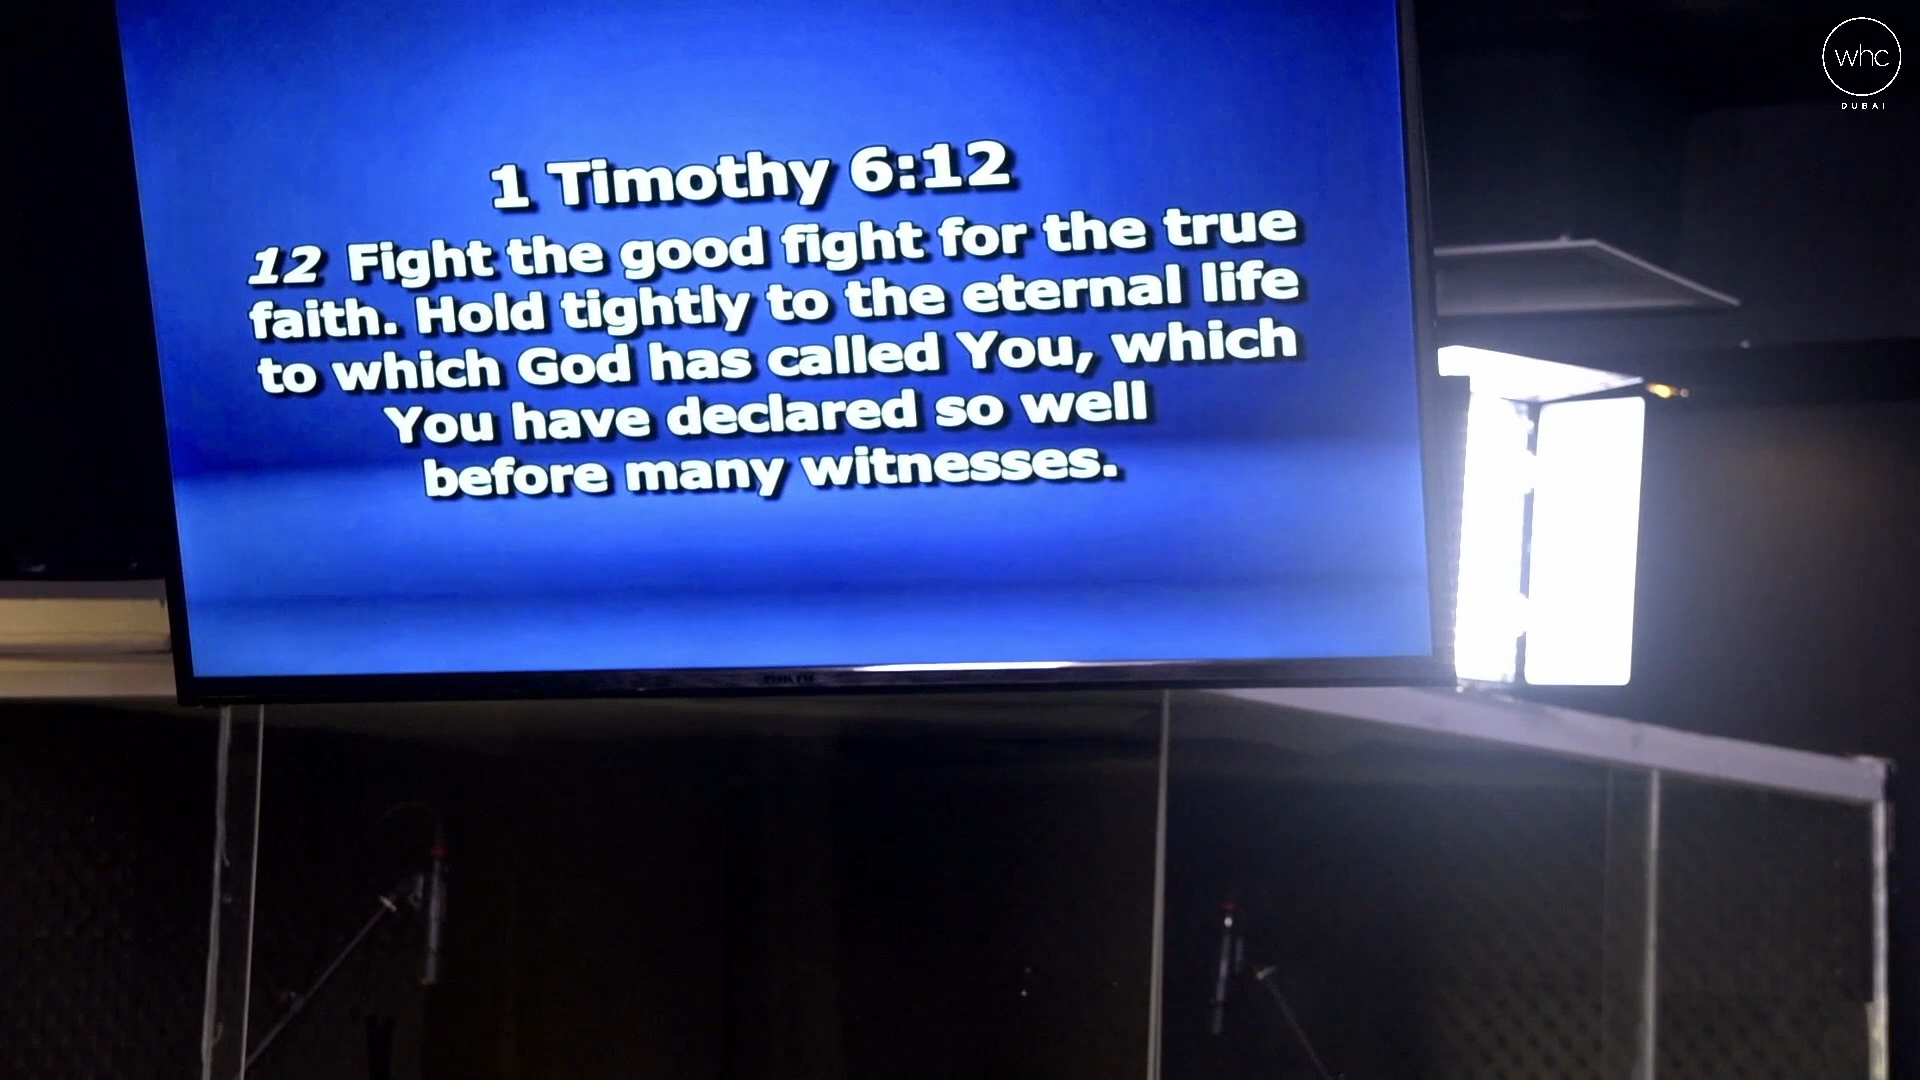 whc
DUBAI
1 Timothy 6:12
12 Fight the good fight for the true
faith. Hold tightly to the eternal life
to which God has called You, which
You have declared so well
before many witnesses.